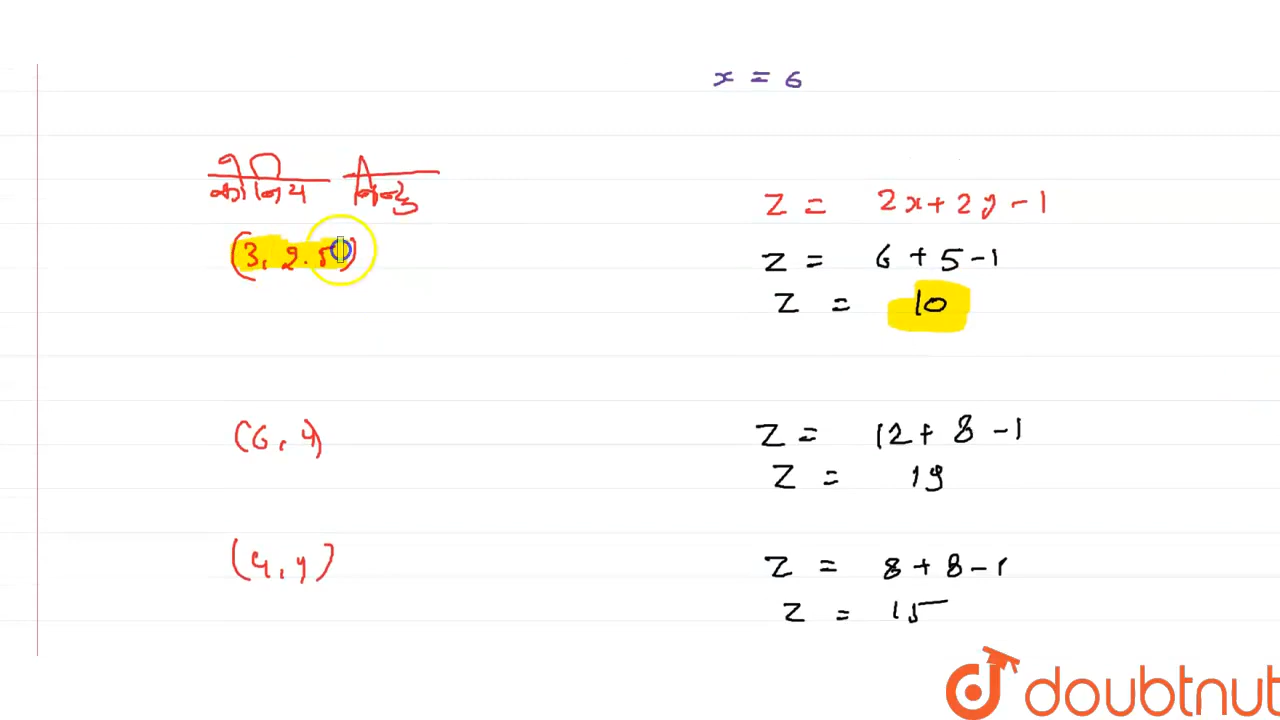 x = 6
Z = 2x + 2y - 1
(3, 2.5)
Z = 6 + 5 - 1
Z = 10
(6, 4)
Z = 12 + 8 - 1
Z = 19
(4, 4)
Z = 8 + 8 - 1
Z = 15
doubtnut